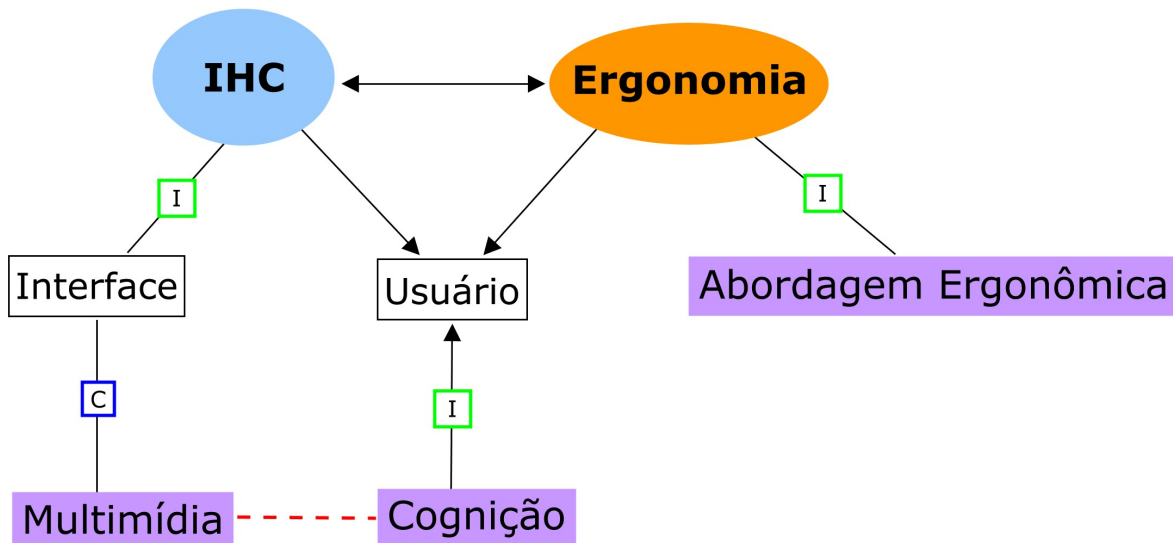 IHC
Ergonomia
I
I
Interface
Usuário
Abordagem Ergonômica
C
I
Multimídia
Cognição